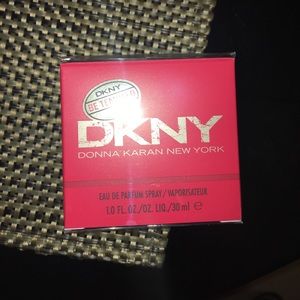 DKNY
BE TEMPTED
DKNY
DONNA KARAN NEW YORK
EAU DE PARFUM SPRAY / VAPORISATEUR
1.0 FL. OZ./OZ. LIQ./30 ml e